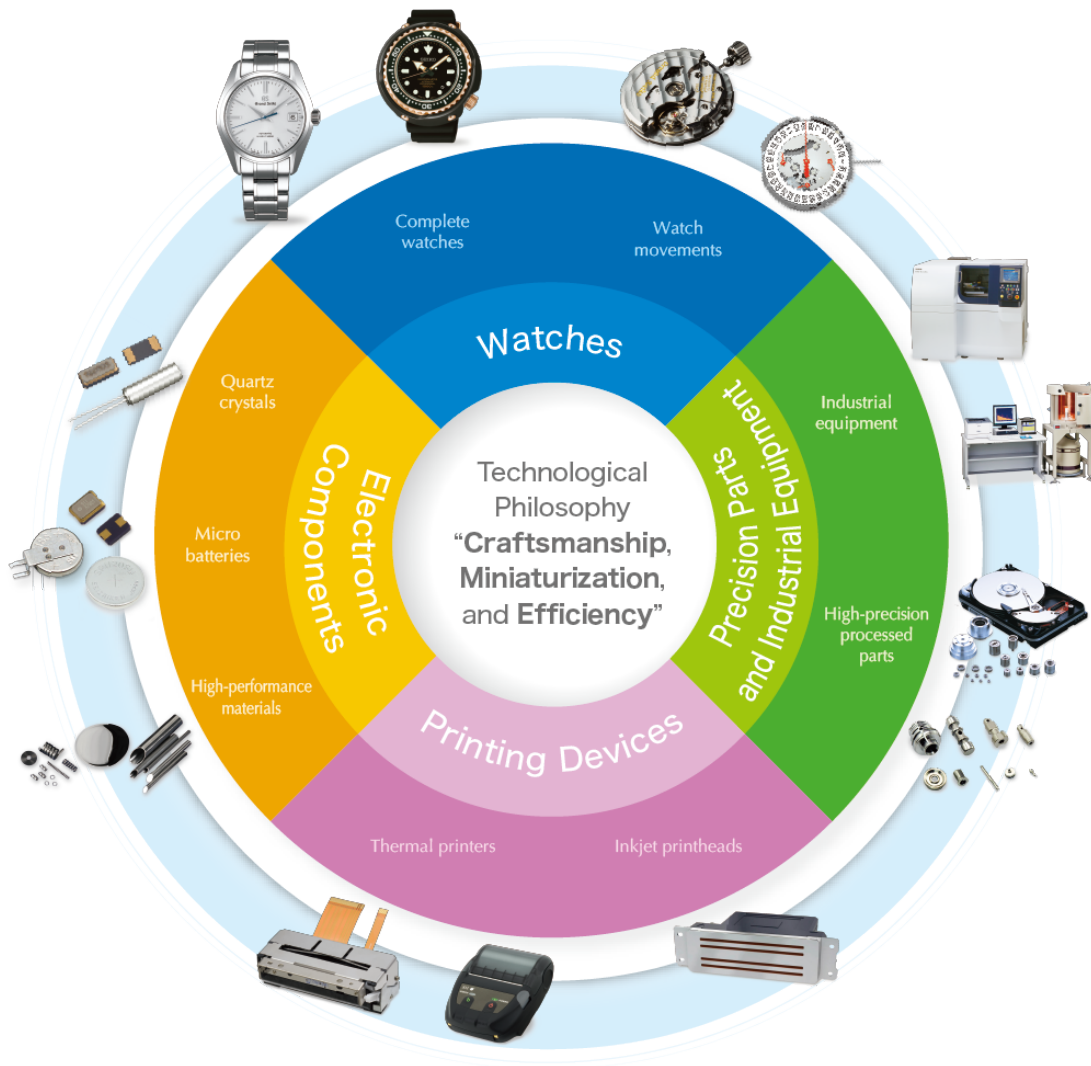 SEIKO
Complete
watches
Watch
movements
Watches
Quartz
crystals
Micro
batteries
High-performance
materials
Electronic
Components
Technological
Philosophy
“Craftsmanship,
Miniaturization,
and Efficiency”
Precision Parts
and Industrial Equipment
Industrial
equipment
High-precision
processed
parts
Printing Devices
Thermal printers
Inkjet printheads